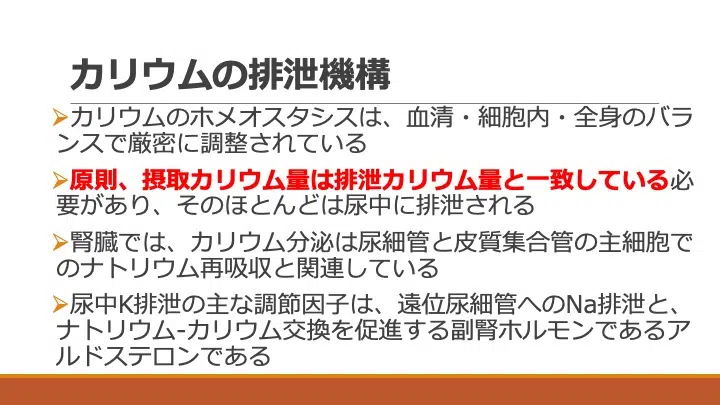 カリウムの排泄機構
➢カリウムのホメオスタシスは、血清・細胞内・全身のバラ
ンスで厳密に調整されている
➢原則、摂取カリウム量は排泄カリウム量と一致している必
要があり、そのほとんどは尿中に排泄される
➢腎臓では、カリウム分泌は尿細管と皮質集合管の主細胞で
のナトリウム再吸収と関連している
➢尿中K排泄の主な調節因子は、遠位尿細管へのNa排泄と、
ナトリウム-カリウム交換を促進する副腎ホルモンであるア
ルドステロンである